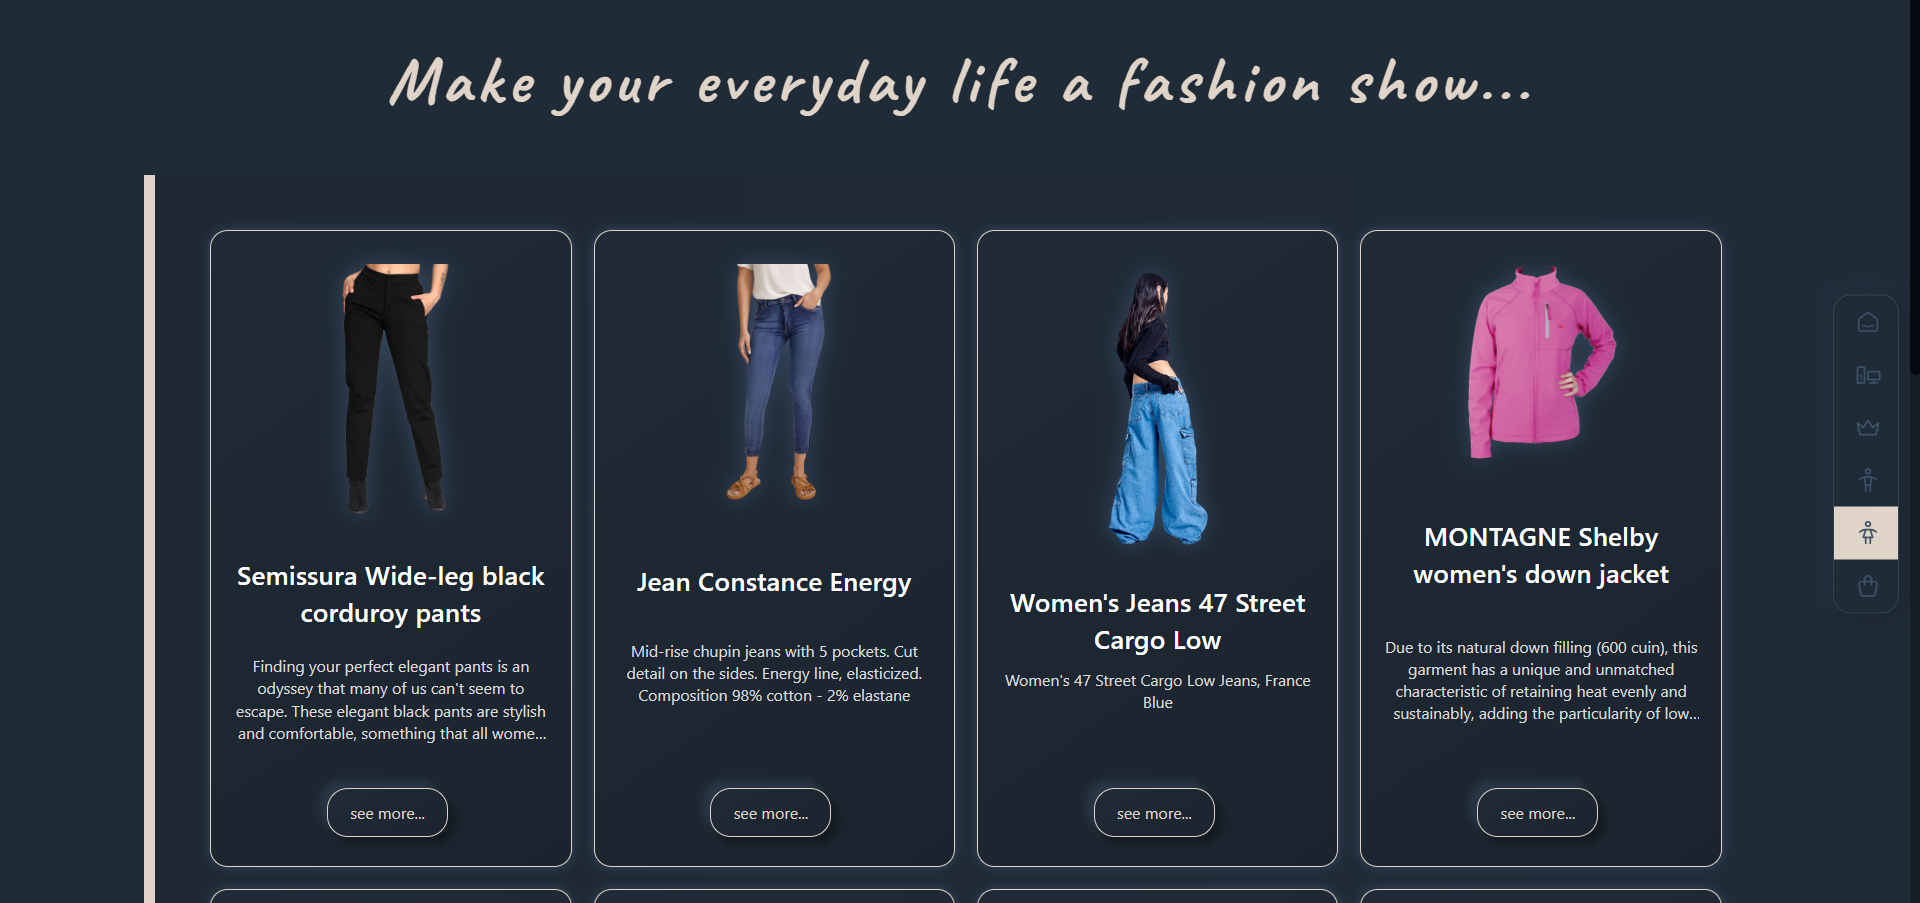 Make your everyday life a fashion show...
Semissura Wide-leg black
corduroy pants
Finding your perfect elegant pants is an
odyssey that many of us can't seem to
escape. These elegant black pants are stylish
and comfortable, something that all wome...
see more...
Jean Constance Energy
Mid-rise chupin jeans with 5 pockets. Cut
detail on the sides. Energy line, elasticized.
Composition 98% cotton - 2% elastane
see more...
Women's Jeans 47 Street
Cargo Low
Women's 47 Street Cargo Low Jeans, France
Blue
see more...
MONTAGNE Shelby
women's down jacket
Due to its natural down filling (600 cuin), this
garment has a unique and unmatched
characteristic of retaining heat evenly and
sustainably, adding the particularity of low...
see more...